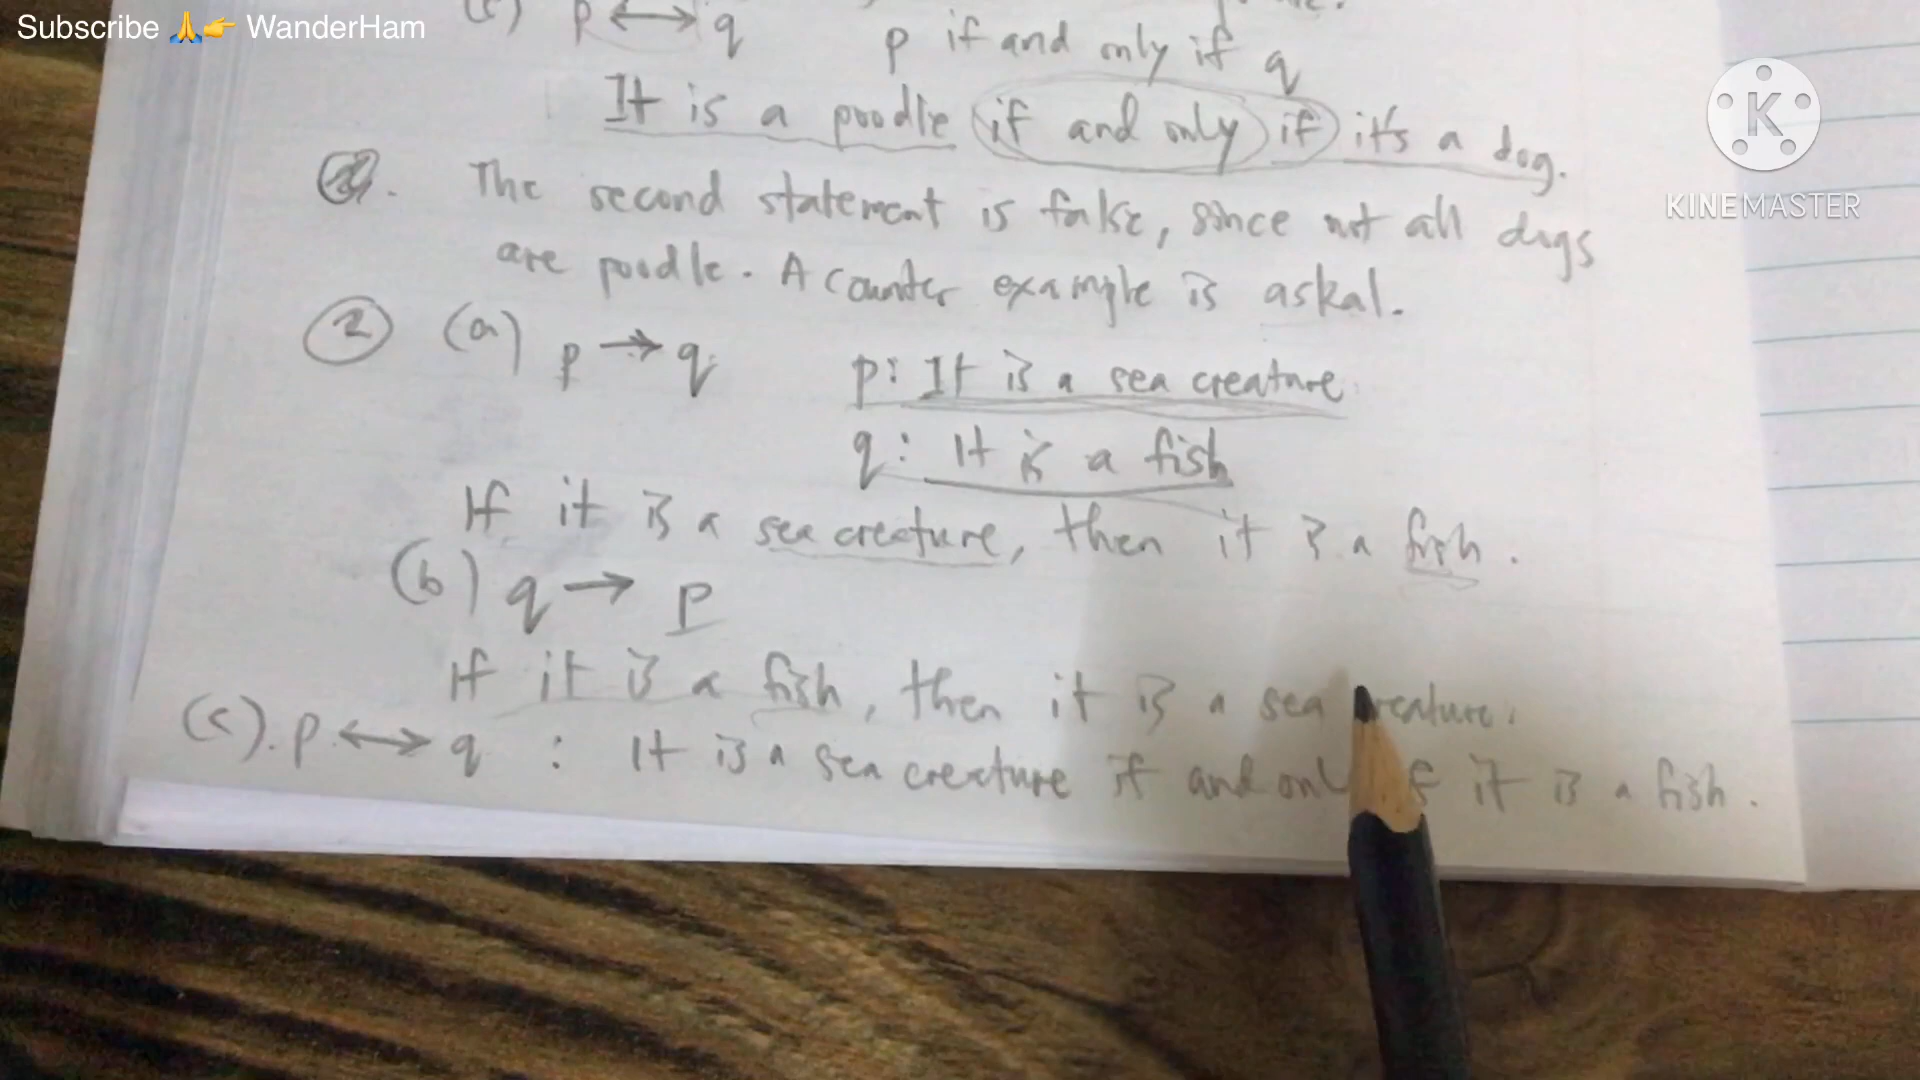 Subscribe 🙏👉 WanderHam
(c) p ↔ q p if and only if q
It is a poodle if and only if it's a dog.
The second statement is false, since not all dogs
are poodle. A counter example is askal.
② (a) p → q p: It is a sea creature
q: It is a fish
If it is a sea creature, then it is a fish.
(b) q → p
If it is a fish, then it is a sea creature.
(c). p ↔ q : It is a sea creature if and only if it is a fish.
K
KINEMASTER